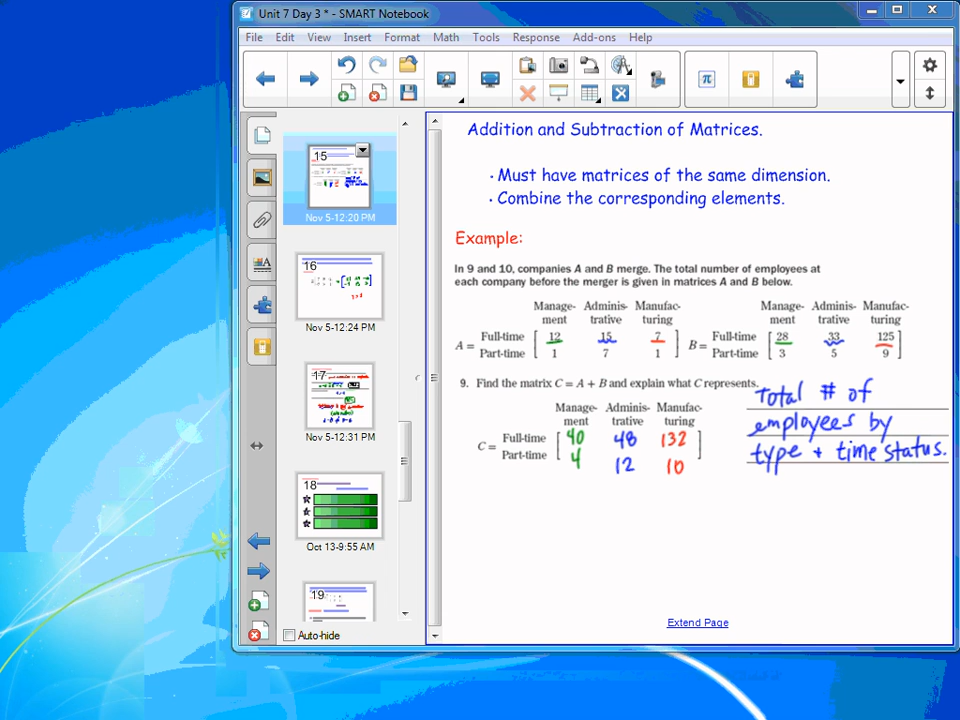 Unit 7 Day 3 * - SMART Notebook
File Edit View Insert Format Math Tools Response Add-ons Help
15
Nov 5-12:20 PM
16
Nov 5-12:24 PM
17
Nov 5-12:31 PM
18
Oct 13-9:55 AM
19
Auto-hide
Addition and Subtraction of Matrices.
· Must have matrices of the same dimension.
· Combine the corresponding elements.
Example:
In 9 and 10, companies A and B merge. The total number of employees at
each company before the merger is given in matrices A and B below.
Manage- Adminis- Manufac- Manage- Adminis- Manufac-
ment trative turing ment trative turing
A = Full-time [ 12 15 7 ] B = Full-time [ 28 33 125 ]
Part-time 1 7 1 Part-time 3 5 9
9. Find the matrix C = A + B and explain what C represents.
Manage- Adminis- Manufac-
ment trative turing
C = Full-time [ 40 48 132 ]
Part-time 4 12 10
Total # of
employees by
type + time status.
Extend Page